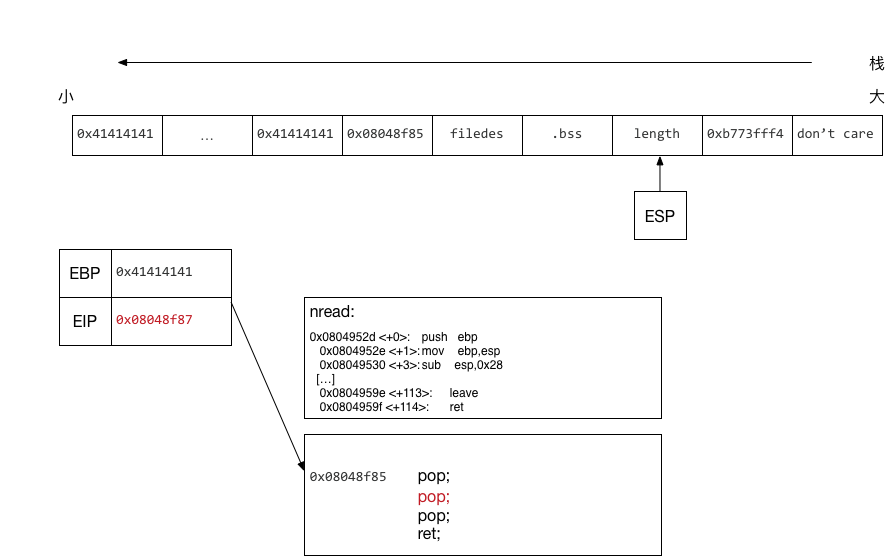 栈
小 大
0x41414141 ... 0x41414141 0x08048f85 filedes .bss length 0xb773fff4 don't care
ESP
EBP 0x41414141
EIP 0x08048f87
nread:
0x0804952d <+0>: push ebp
0x0804952e <+1>: mov ebp,esp
0x08049530 <+3>: sub esp,0x28
[...]
0x0804959e <+113>: leave
0x0804959f <+114>: ret
0x08048f85 pop;
pop;
pop;
ret;